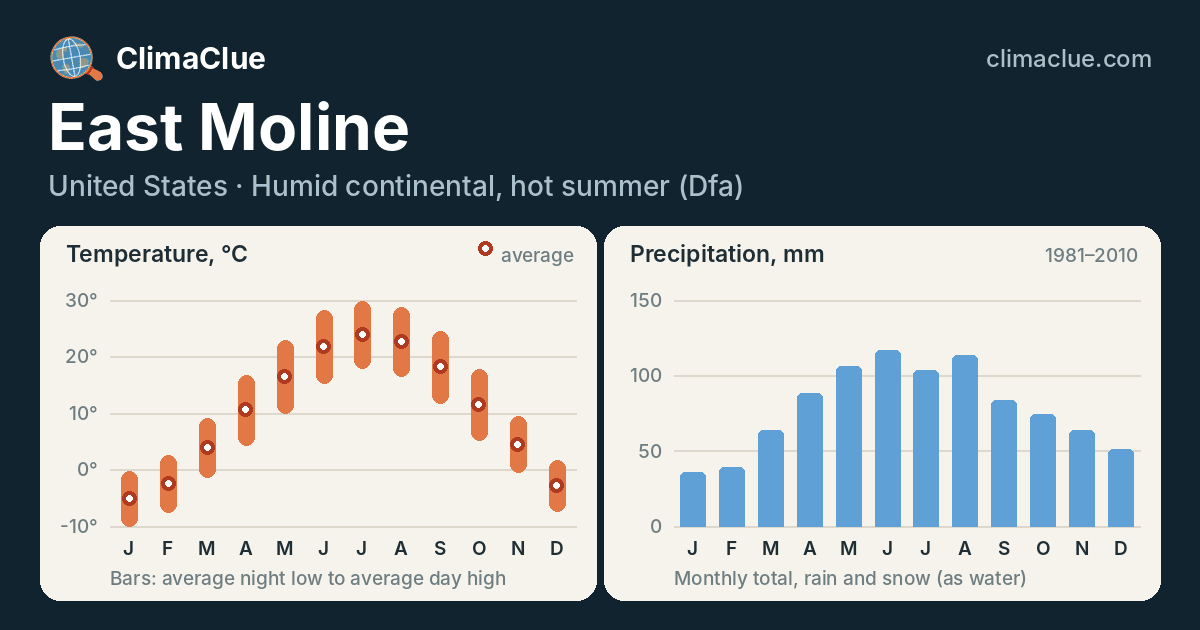 ClimaClue
climaclue.com
East Moline
United States · Humid continental, hot summer (Dfa)
Temperature, °C
average
30°
20°
10°
0°
-10°
J F M A M J J A S O N D
Bars: average night low to average day high
Precipitation, mm
1981–2010
150
100
50
0
J F M A M J J A S O N D
Monthly total, rain and snow (as water)